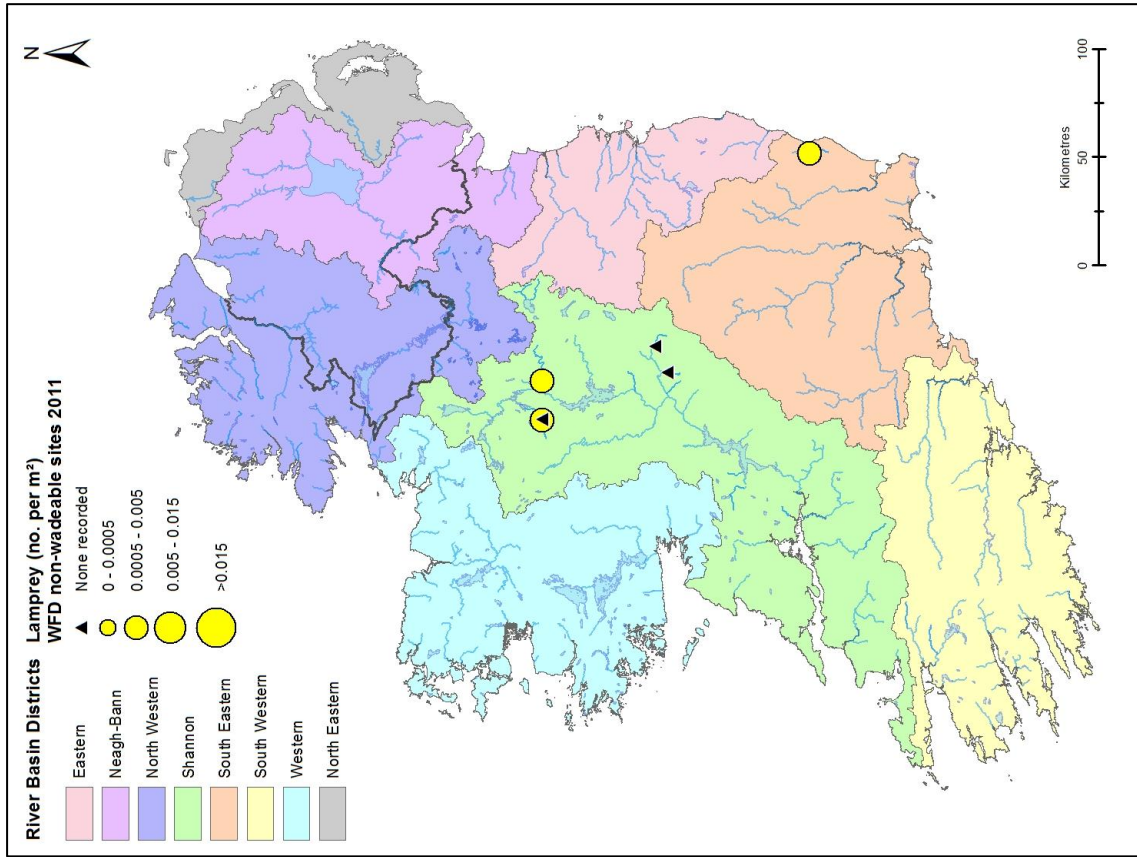 River Basin Districts
Eastern
Neagh-Bann
North Western
Shannon
South Eastern
South Western
Western
North Eastern
Lamprey (no. per m²)
WFD non-wadeable sites 2011
None recorded
0 - 0.0005
0.0005 - 0.005
0.005 - 0.015
>0.015
N
0 50 100
Kilometres